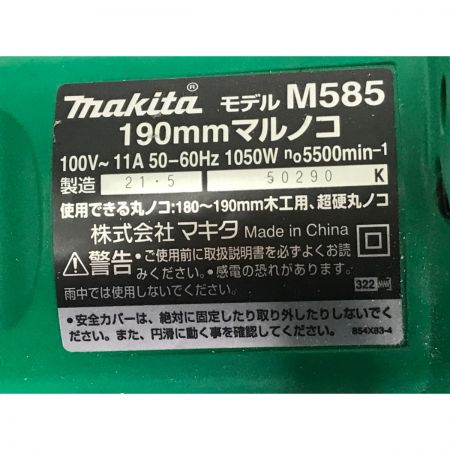 makita® モデル M585
190mmマルノコ
100V~11A 50-60Hz 1050W n₀5500min-1
製造 21・5 50290 K
使用できる丸ノコ:180~190mm木工用、超硬丸ノコ
株式会社 マキタ Made in China
⚠警告 ・ご使用前に取扱説明書を必ずよくお読
みください。・感電の恐れがあります。
雨中では使用しないでください。 322
・安全カバーは、絶対に固定したり取り外したりしないでくだ
さい。また、円滑に動く事を確認してください。 854X83-4